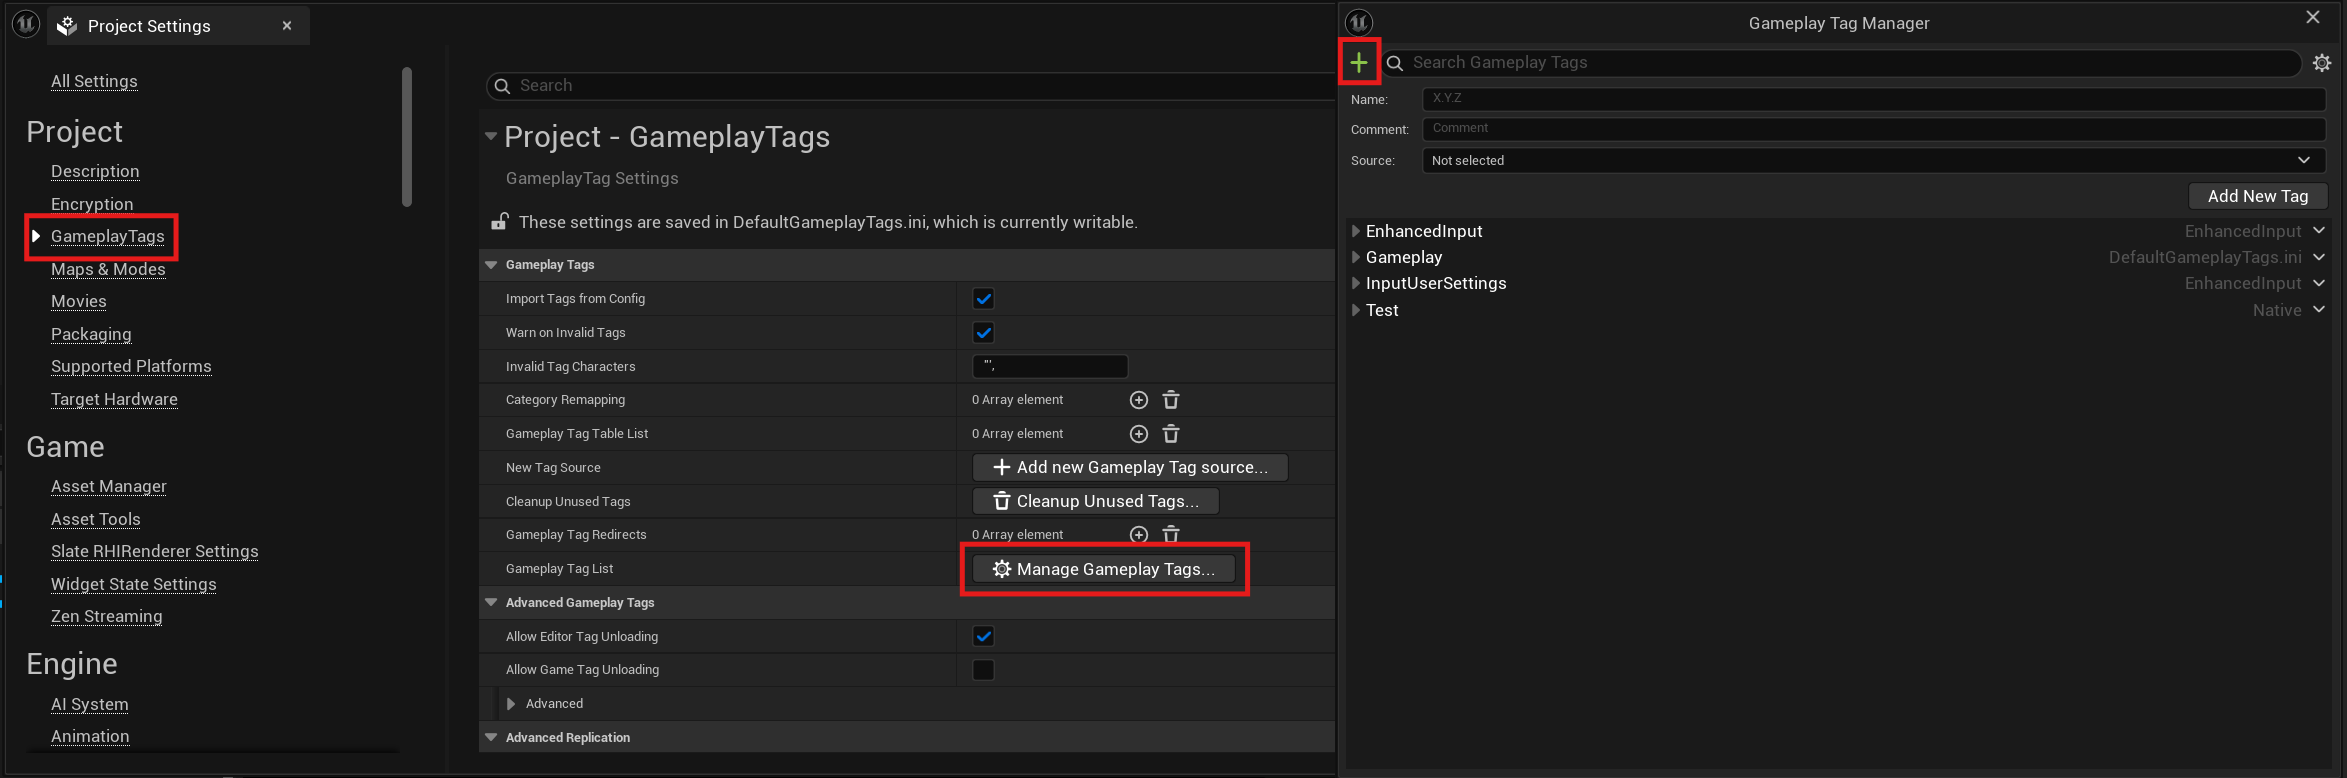 Project Settings
All Settings
Project
Description
Encryption
GameplayTags
Maps & Modes
Movies
Packaging
Supported Platforms
Target Hardware
Game
Asset Manager
Asset Tools
Slate RHIRenderer Settings
Widget State Settings
Zen Streaming
Engine
AI System
Animation
Search
Project - GameplayTags
GameplayTag Settings
These settings are saved in DefaultGameplayTags.ini, which is currently writable.
Gameplay Tags
Import Tags from Config
Warn on Invalid Tags
Invalid Tag Characters "',
Category Remapping 0 Array element
Gameplay Tag Table List 0 Array element
New Tag Source Add new Gameplay Tag source...
Cleanup Unused Tags Cleanup Unused Tags...
Gameplay Tag Redirects 0 Array element
Gameplay Tag List Manage Gameplay Tags...
Advanced Gameplay Tags
Allow Editor Tag Unloading
Allow Game Tag Unloading
Advanced
Advanced Replication
Gameplay Tag Manager
Search Gameplay Tags
Name: X.Y.Z
Comment: Comment
Source: Not selected
Add New Tag
EnhancedInput EnhancedInput
Gameplay DefaultGameplayTags.ini
InputUserSettings EnhancedInput
Test Native